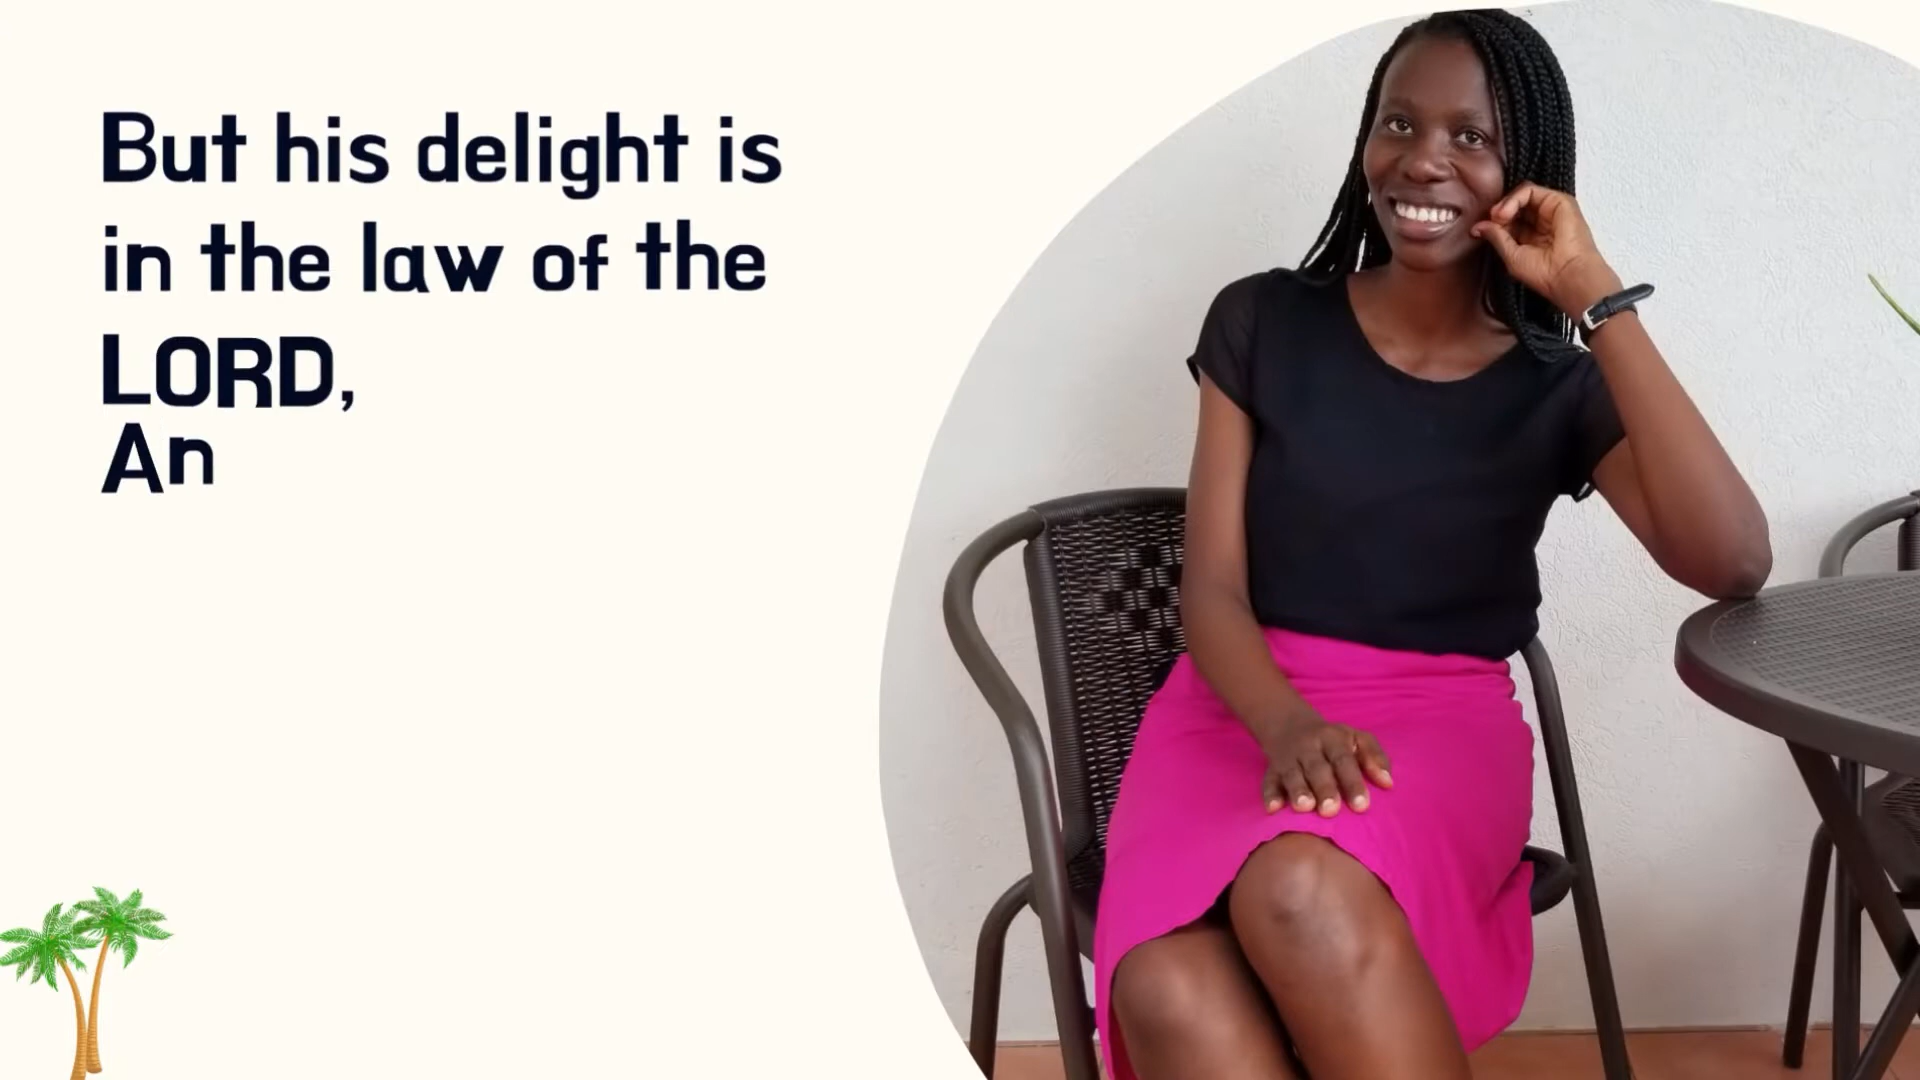 But his delight is
in the law of the
LORD,
An